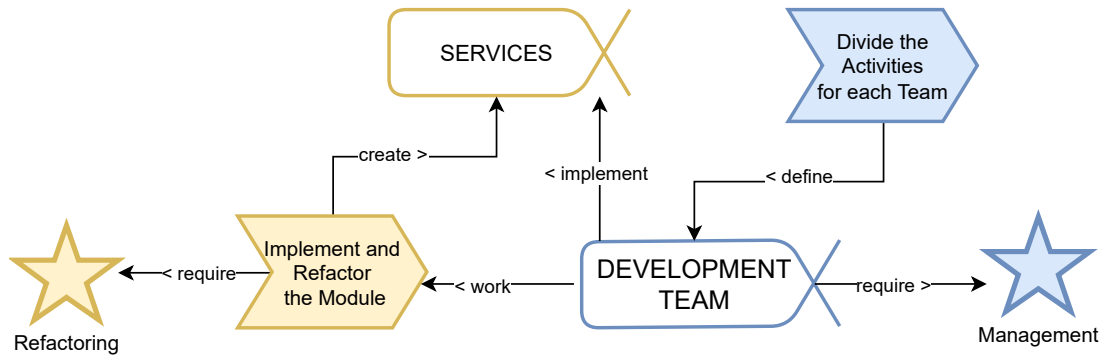 SERVICES
Divide the
Activities
for each Team
create >
< implement
< define
Implement and
Refactor
the Module
DEVELOPMENT
TEAM
< require
< work
require >
Refactoring
Management